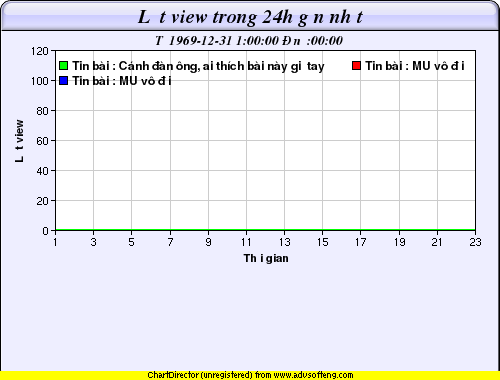 L t view trong 24h g n nh t
T 1969-12-31 1:00:00 Đ n :00:00
120
Tin bài : Cánh đàn ông, ai thích bài này gi tay
Tin bài : MU vô đ i
Tin bài : MU vô đ i
100
80
60
40
20
0
L t view
1 3 5 7 9 11 13 15 17 19 21 23
Th i gian
ChartDirector (unregistered) from www.advsofteng.com